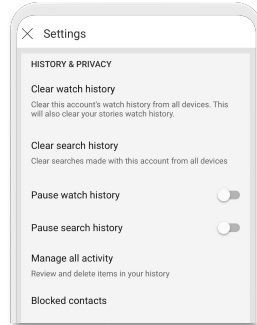 Settings
HISTORY & PRIVACY
Clear watch history
Clear this account's watch history from all devices. This
will also clear your stories watch history.
Clear search history
Clear searches made with this account from all devices
Pause watch history
Pause search history
Manage all activity
Review and delete items in your history
Blocked contacts